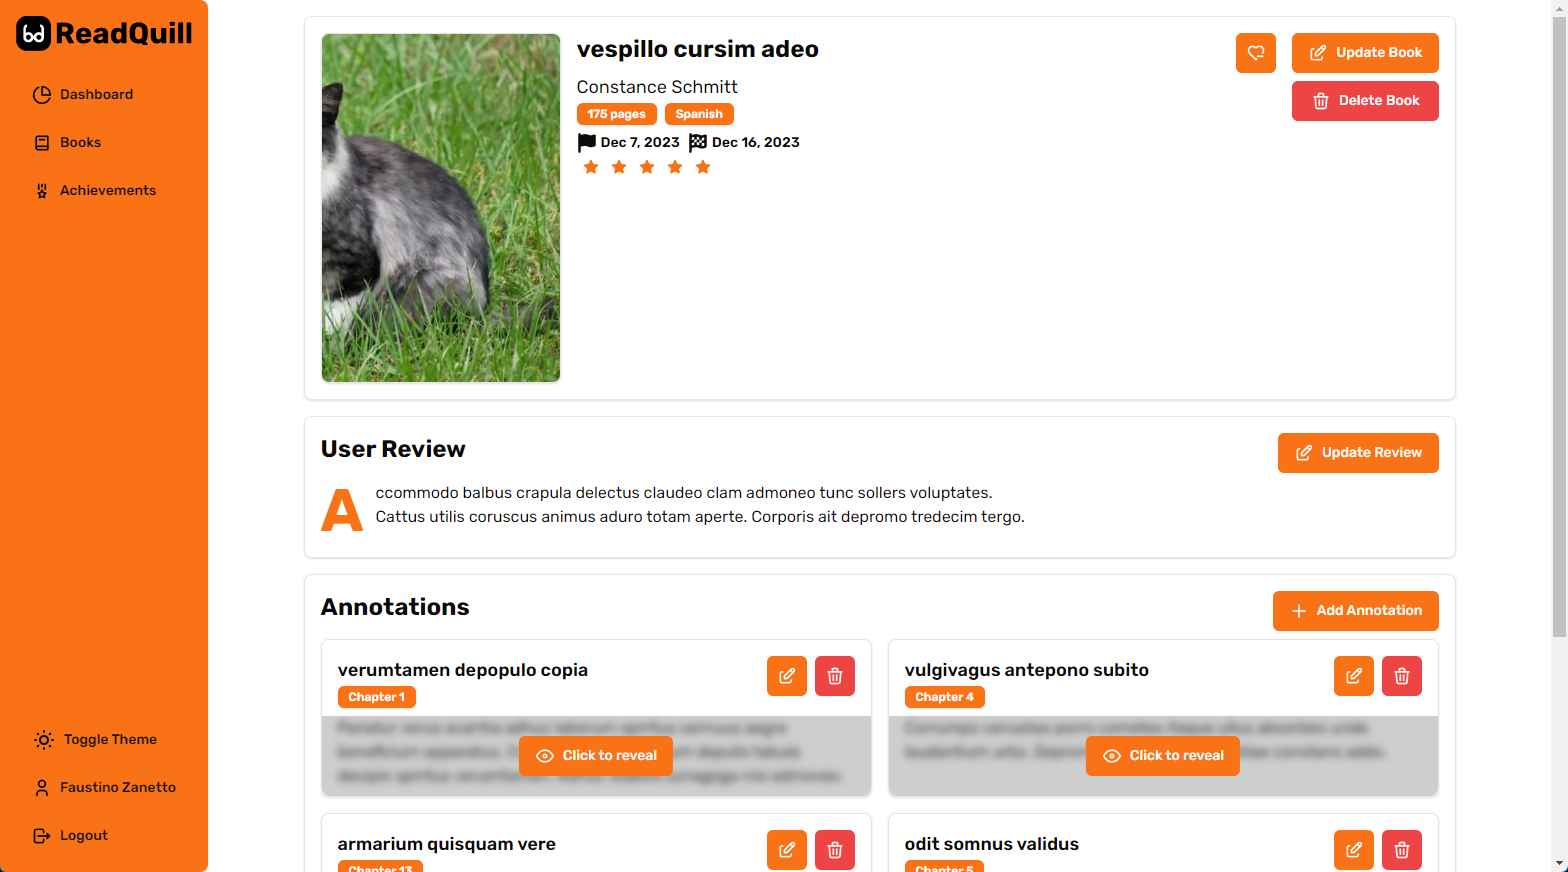 ReadQuill
Dashboard
Books
Achievements
Toggle Theme
Faustino Zanetto
Logout
vespillo cursim adeo
Constance Schmitt
175 pages Spanish
Dec 7, 2023 Dec 16, 2023
Update Book
Delete Book
User Review
Update Review
Accommodo balbus crapula delectus claudeo clam admoneo tunc sollers voluptates.
Cattus utilis coruscus animus aduro totam aperte. Corporis ait depromo tredecim tergo.
Annotations
Add Annotation
verumtamen depopulo copia
Chapter 1
Click to reveal
vulgivagus antepono subito
Chapter 4
Click to reveal
armarium quisquam vere
Chapter 13
odit somnus validus
Chapter 5